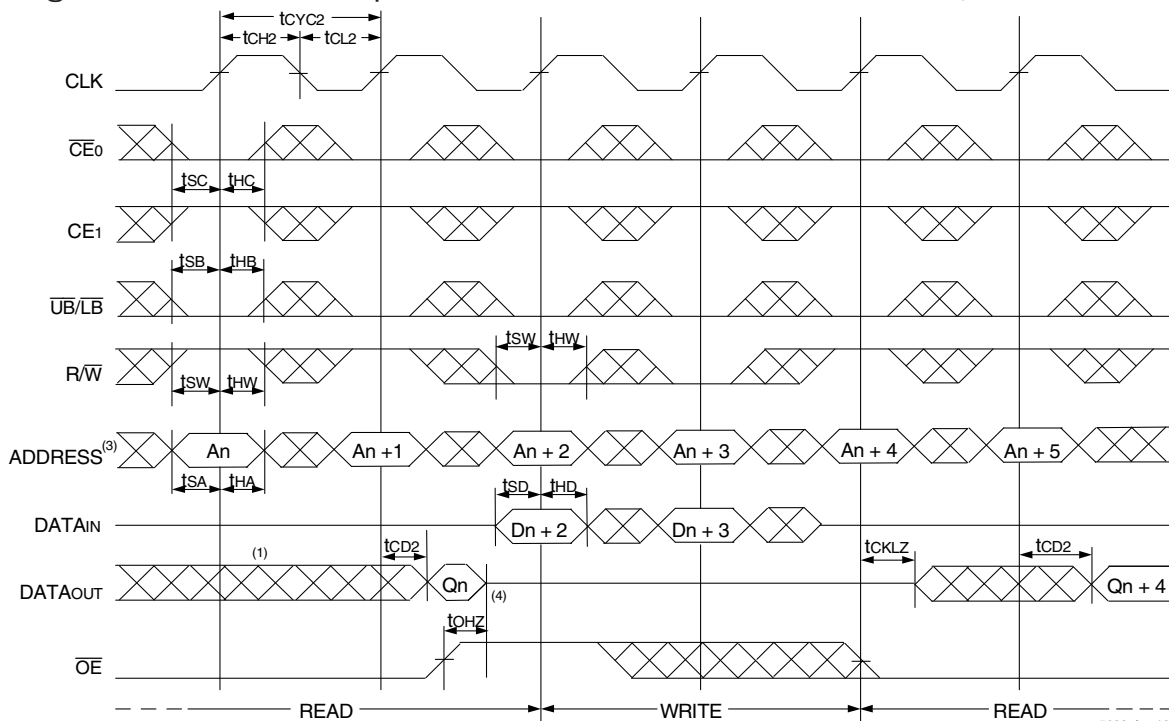 tCYC2
tCH2 tCL2
CLK
CE0
tSC tHC
CE1
tSB tHB
UB/LB
tSW tHW
R/W
tSW tHW
ADDRESS(3) An An +1 An + 2 An + 3 An + 4 An + 5
tSA tHA tSD tHD
DATAIN Dn + 2 Dn + 3
tCD2 tCKLZ tCD2
(1)
DATAOUT Qn (4) Qn + 4
tOHZ
OE
READ WRITE READ